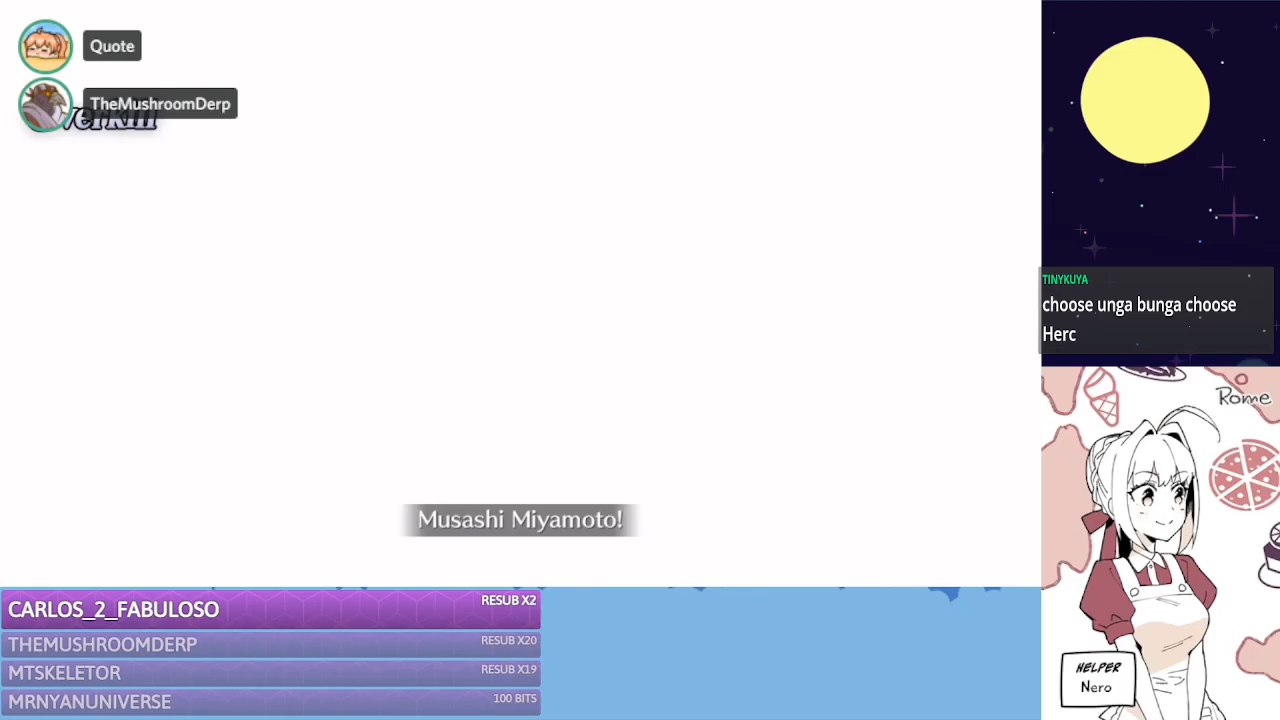 Quote
TheMushroomDerp
TINYKUYA
choose unga bunga choose
Herc
Rome
Musashi Miyamoto!
CARLOS_2_FABULOSO RESUB X2
THEMUSHROOMDERP RESUB X20
MTSKELETOR RESUB X19
MRNYANUNIVERSE 100 BITS
HELPER
Nero